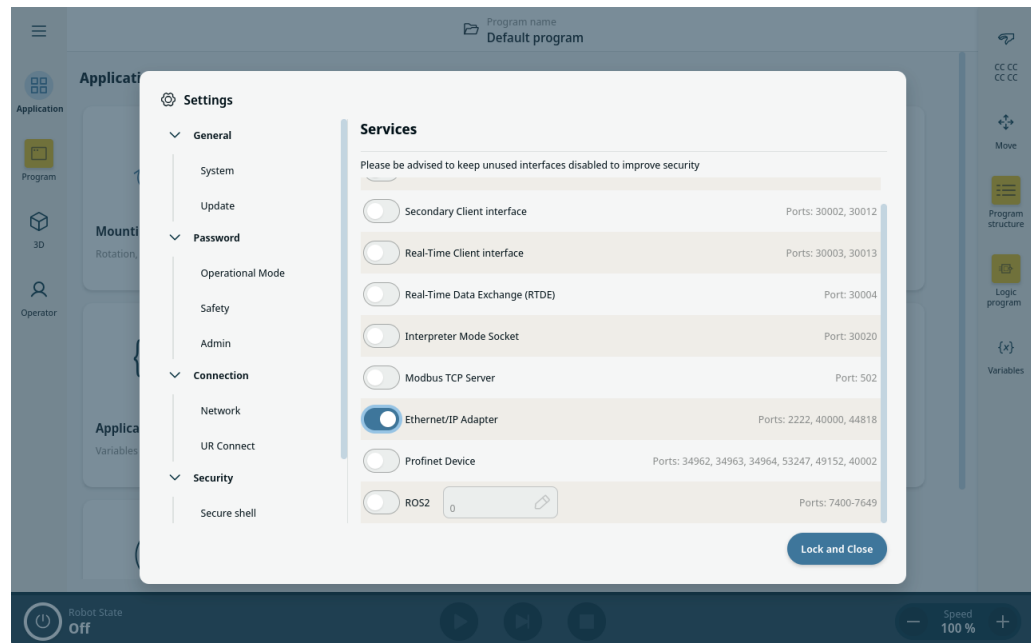 Program name
Default program
Application
Program
3D
Operator
Applicati
Mounti
Rotation,
Applica
Variables
Settings
General
System
Update
Password
Operational Mode
Safety
Admin
Connection
Network
UR Connect
Security
Secure shell
Services
Please be advised to keep unused interfaces disabled to improve security
Secondary Client interface Ports: 30002, 30012
Real-Time Client interface Ports: 30003, 30013
Real-Time Data Exchange (RTDE) Port: 30004
Interpreter Mode Socket Port: 30020
Modbus TCP Server Port: 502
Ethernet/IP Adapter Ports: 2222, 40000, 44818
Profinet Device Ports: 34962, 34963, 34964, 53247, 49152, 40002
ROS2 0 Ports: 7400-7649
Lock and Close
CC CC
CC CC
Move
Program
structure
Logic
program
{x}
Variables
Robot State
Off
Speed
100 %